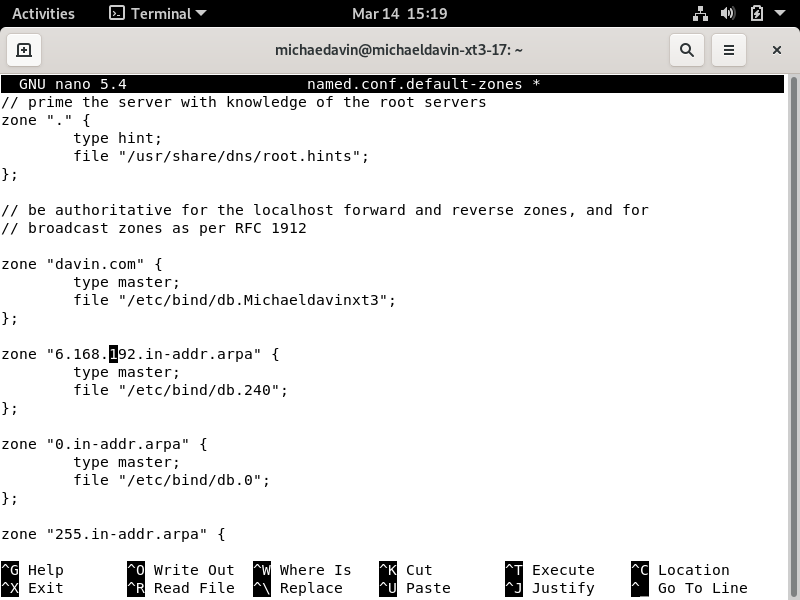 Activities Terminal Mar 14 15:19
michaedavin@michaeldavin-xt3-17: ~
GNU nano 5.4 named.conf.default-zones *
// prime the server with knowledge of the root servers
zone "." {
        type hint;
        file "/usr/share/dns/root.hints";
};

// be authoritative for the localhost forward and reverse zones, and for
// broadcast zones as per RFC 1912

zone "davin.com" {
        type master;
        file "/etc/bind/db.Michaeldavinxt3";
};

zone "6.168.192.in-addr.arpa" {
        type master;
        file "/etc/bind/db.240";
};

zone "0.in-addr.arpa" {
        type master;
        file "/etc/bind/db.0";
};

zone "255.in-addr.arpa" {

^G Help ^O Write Out ^W Where Is ^K Cut ^T Execute ^C Location
^X Exit ^R Read File ^\ Replace ^U Paste ^J Justify ^_ Go To Line